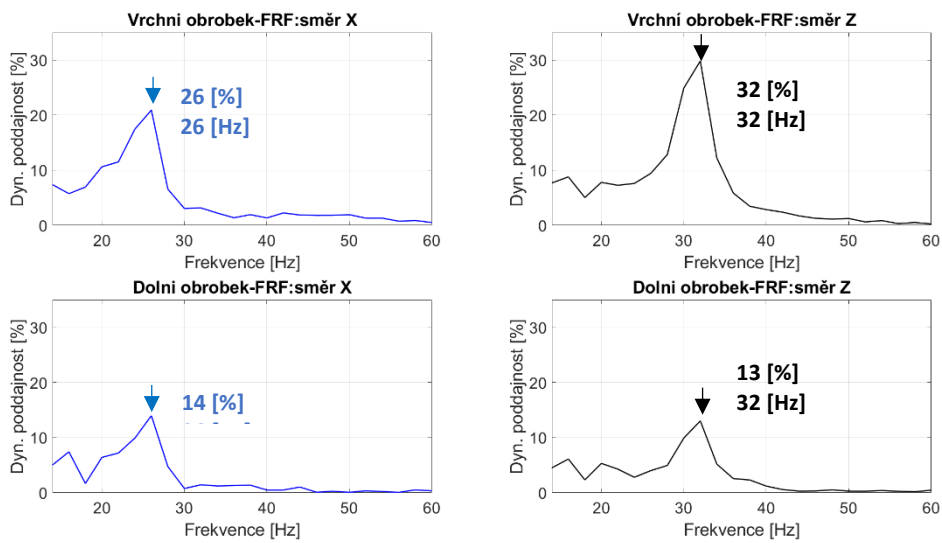 Vrchni obrobek-FRF:směr X
Dyn. poddajnost [%]
30
20
10
0
26 [%]
26 [Hz]
20
30
40
50
60
Frekvence [Hz]
Vrchní obrobek-FRF:směr Z
Dyn. poddajnost [%]
30
20
10
0
32 [%]
32 [Hz]
20
30
40
50
60
Frekvence [Hz]
Dolni obrobek-FRF:směr X
Dyn. poddajnost [%]
30
20
10
0
14 [%]
20
30
40
50
60
Frekvence [Hz]
Dolni obrobek-FRF:směr Z
Dyn. poddajnost [%]
30
20
10
0
13 [%]
32 [Hz]
20
30
40
50
60
Frekvence [Hz]